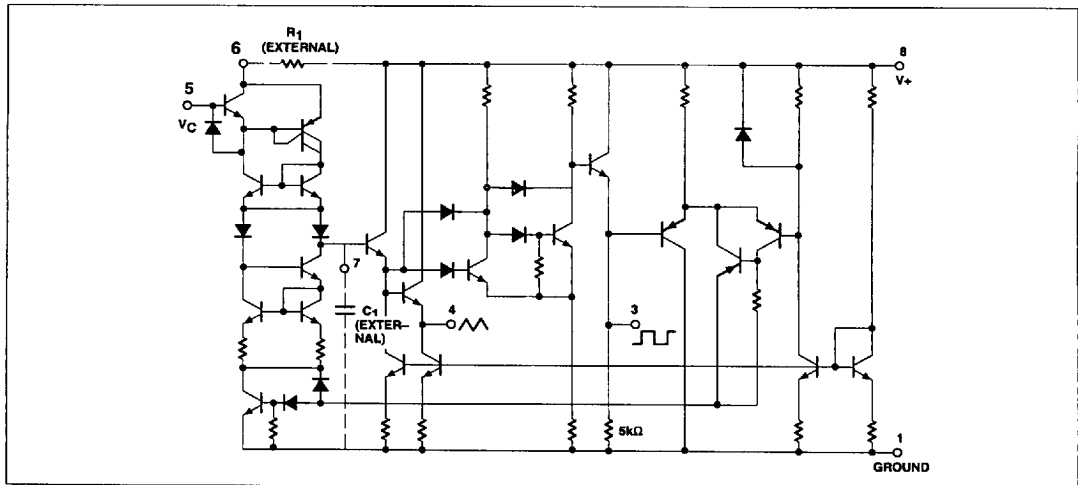 R1
(EXTERNAL)
6
8
V+
5
VC
7
C1
(EXTER–
NAL)
4
3
5kΩ
1
GROUND